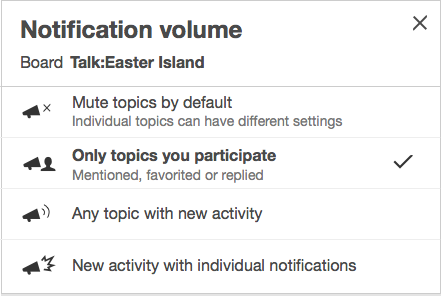 Notification volume
Board Talk:Easter Island
Mute topics by default
Individual topics can have different settings
Only topics you participate
Mentioned, favorited or replied
Any topic with new activity
New activity with individual notifications